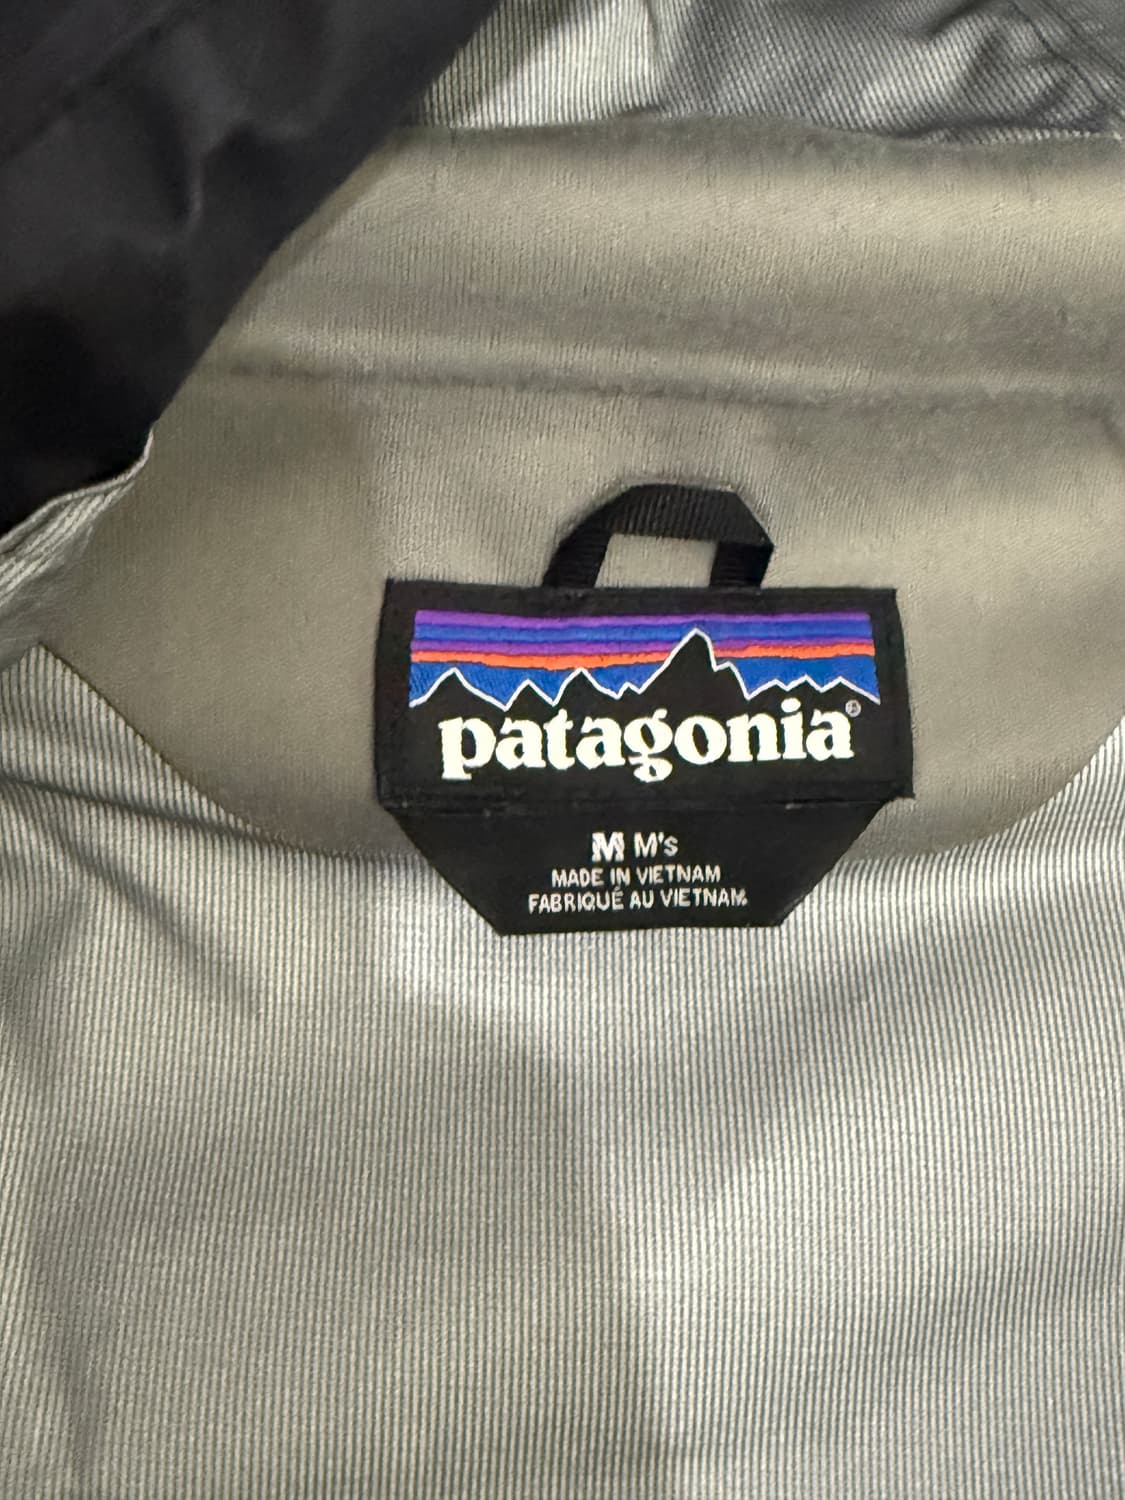 patagonia®
M M's
MADE IN VIETNAM
FABRIQUÉ AU VIETNAM